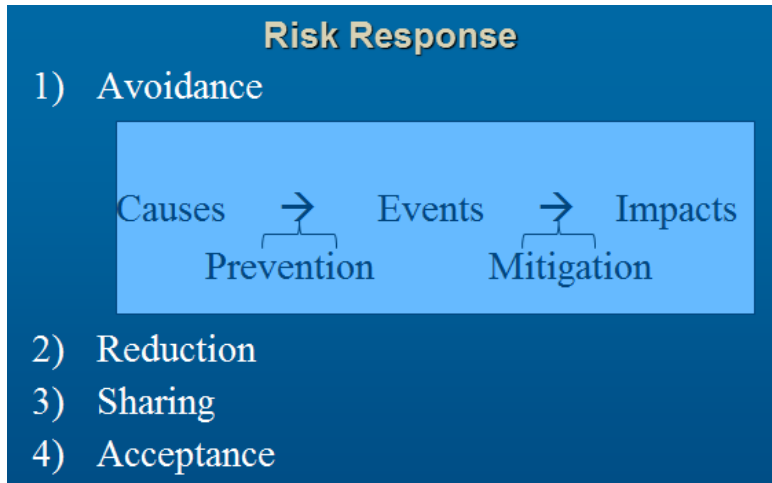 Risk Response
1) Avoidance
Causes → Events → Impacts
Prevention Mitigation
2) Reduction
3) Sharing
4) Acceptance